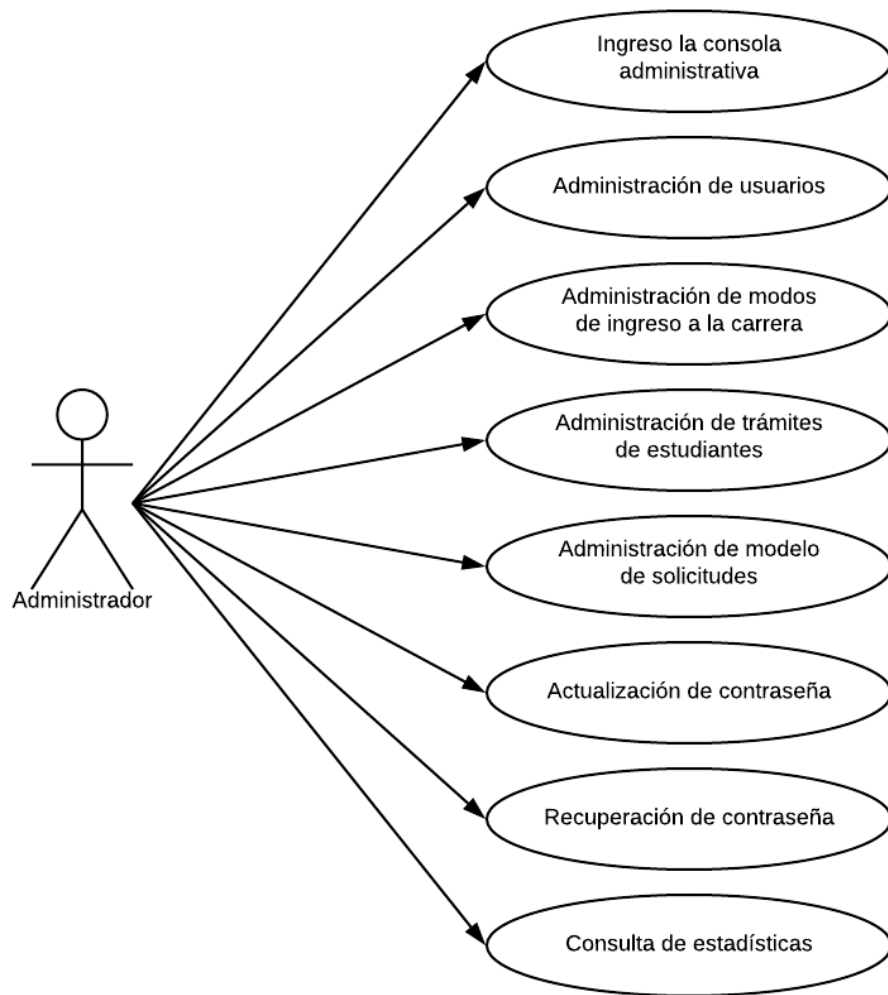 Ingreso la consola
administrativa
Administración de usuarios
Administración de modos
de ingreso a la carrera
Administración de trámites
de estudiantes
Administración de modelo
de solicitudes
Administrador
Actualización de contraseña
Recuperación de contraseña
Consulta de estadísticas